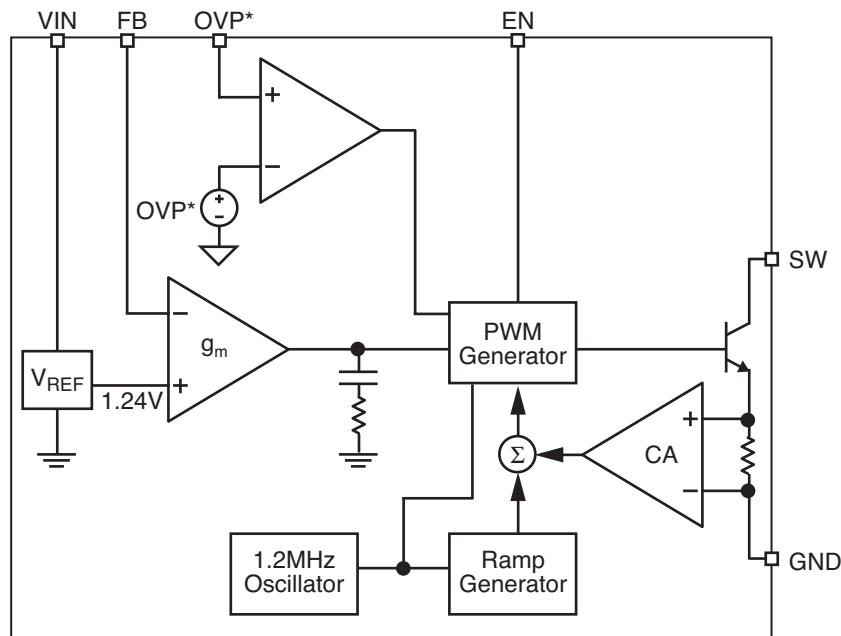 VIN
FB
OVP*
EN
+
−
+
−
OVP*
SW
−
gm
+
VREF
1.24V
PWM
Generator
+
CA
−
Σ
1.2MHz
Oscillator
Ramp
Generator
GND